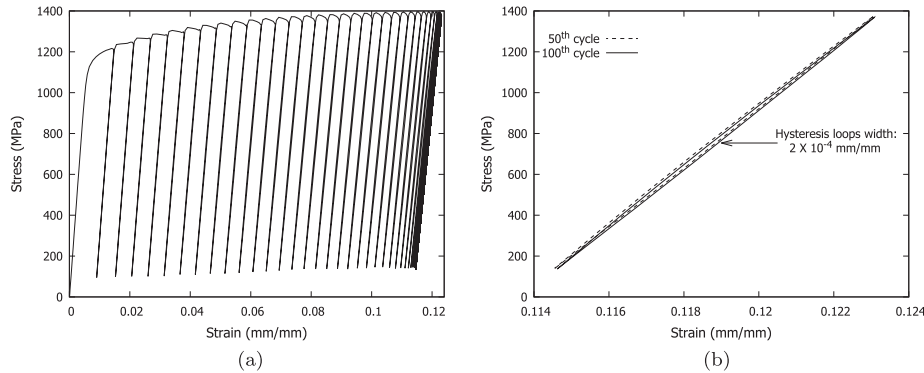 1400
1200
1000
800
600
400
200
0
Stress (MPa)
0
0.02
0.04
0.06
0.08
0.1
0.12
Strain (mm/mm)
(a)
1400
1200
1000
800
600
400
200
0
Stress (MPa)
50th cycle
100th cycle
Hysteresis loops width:
2 X 10-4 mm/mm
0.114
0.116
0.118
0.12
0.122
0.124
Strain (mm/mm)
(b)